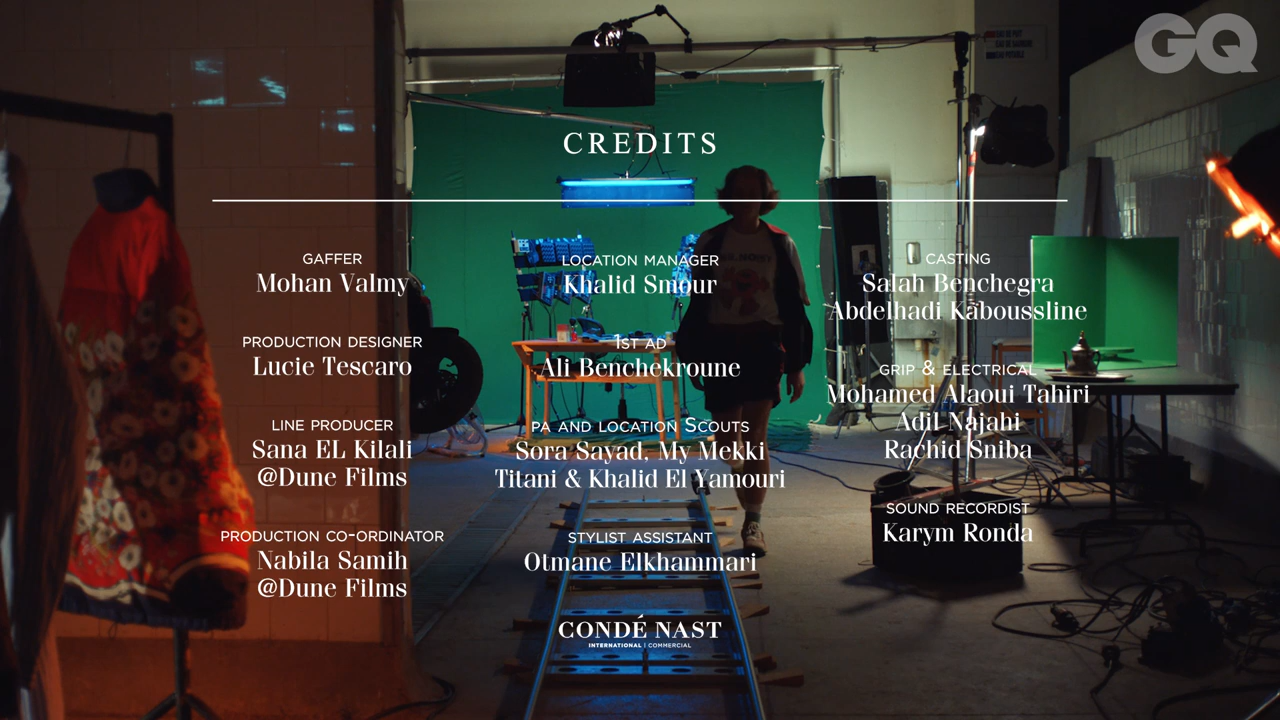 GQ
CREDITS
GAFFER
Mohan Valmy
PRODUCTION DESIGNER
Lucie Tescaro
LINE PRODUCER
Sana EL Kilali
@Dune Films
PRODUCTION CO-ORDINATOR
Nabila Samih
@Dune Films
LOCATION MANAGER
Khalid Smour
1ST AD
Ali Benchekroune
PA AND LOCATION SCOUTS
Sora Sayad, My Mekki
Titani & Khalid El Yamouri
STYLIST ASSISTANT
Otmane Elkhammari
CASTING
Salah Benchegra
Abdelhadi Kaboussline
GRIP & ELECTRICAL
Mohamed Alaoui Tahiri
Adil Najahi
Rachid Sniba
SOUND RECORDIST
Karym Ronda
CONDÉ NAST
INTERNATIONAL | COMMERCIAL